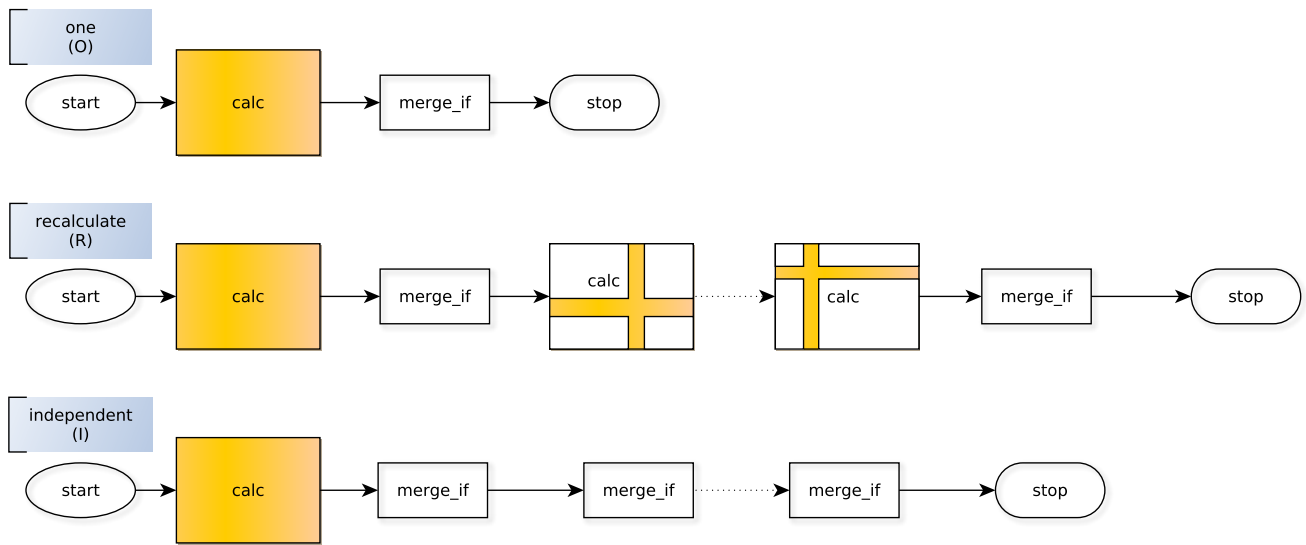 one
(O)
start
calc
merge_if
stop
recalculate
(R)
start
calc
merge_if
calc
calc
merge_if
stop
independent
(I)
start
calc
merge_if
merge_if
merge_if
stop